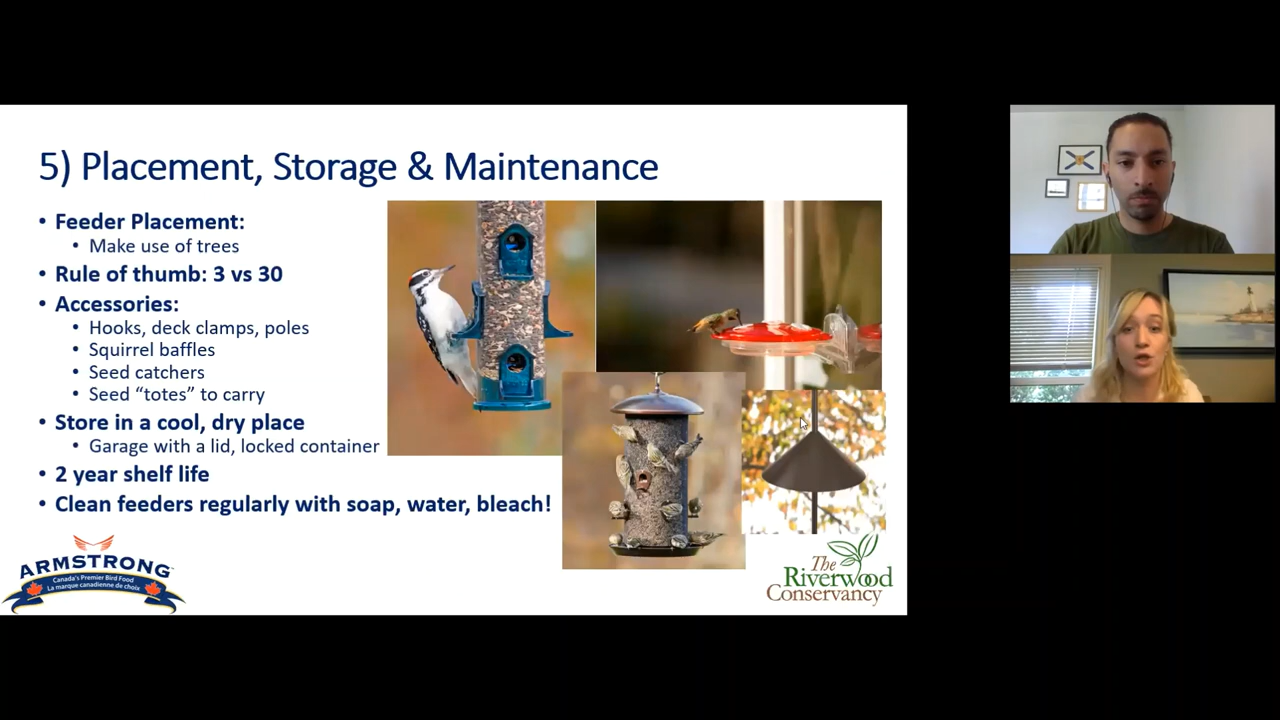 5) Placement, Storage & Maintenance
• Feeder Placement:
• Make use of trees
• Rule of thumb: 3 vs 30
• Accessories:
• Hooks, deck clamps, poles
• Squirrel baffles
• Seed catchers
• Seed “totes” to carry
• Store in a cool, dry place
• Garage with a lid, locked container
• 2 year shelf life
• Clean feeders regularly with soap, water, bleach!
ARMSTRONG
Canada's Premier Bird Food
La marque canadienne de choix
The
Riverwood
Conservancy